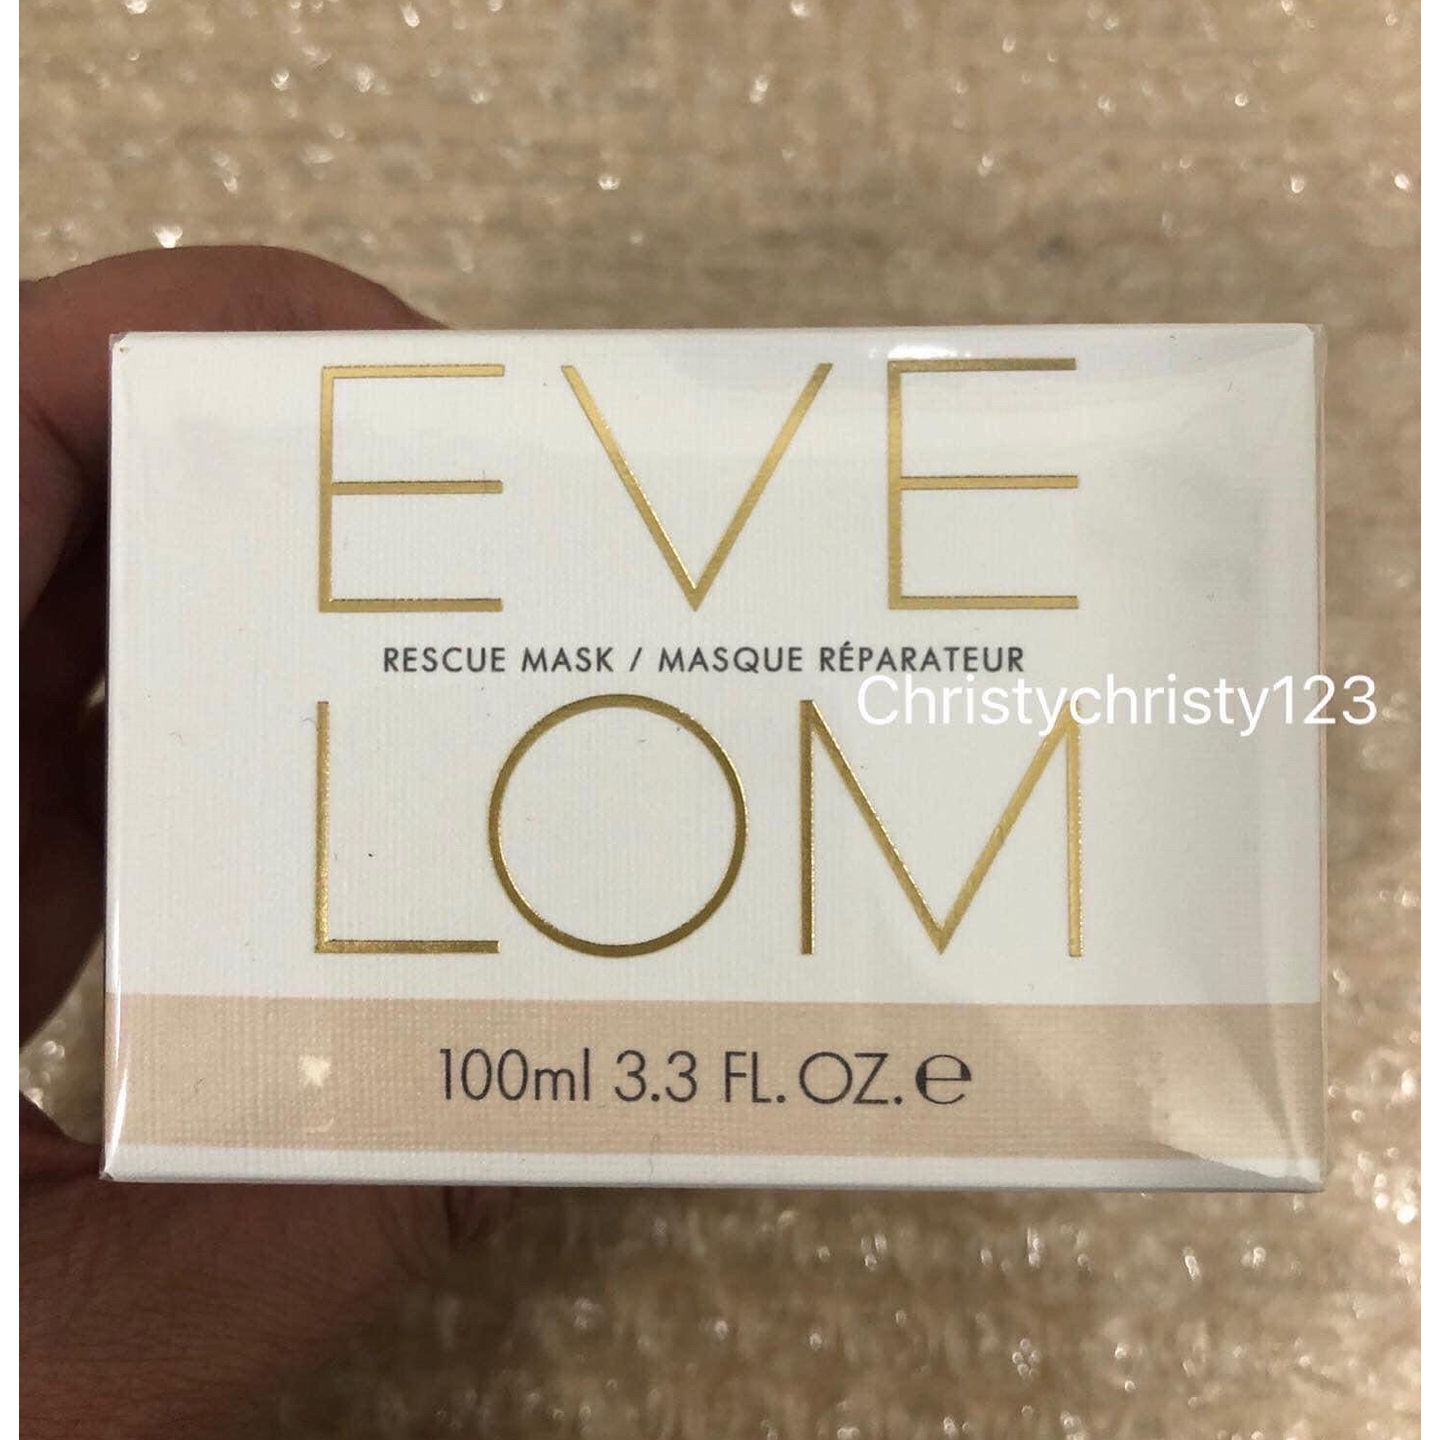 EVE
RESCUE MASK / MASQUE RÉPARATEUR
Christychristy123
LOM
100ml 3.3 FL. OZ. ℮